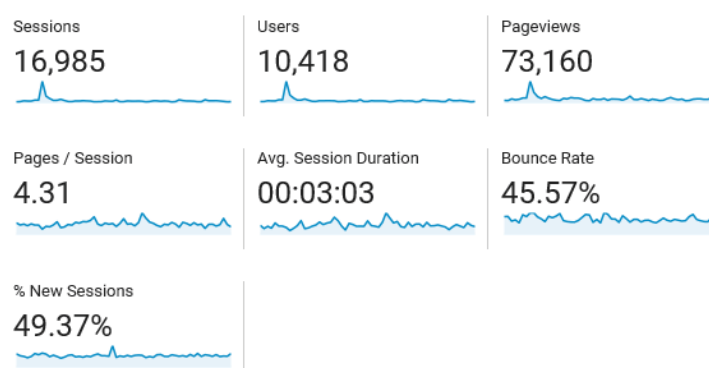 Sessions
16,985
Users
10,418
Pageviews
73,160
Pages / Session
4.31
Avg. Session Duration
00:03:03
Bounce Rate
45.57%
% New Sessions
49.37%